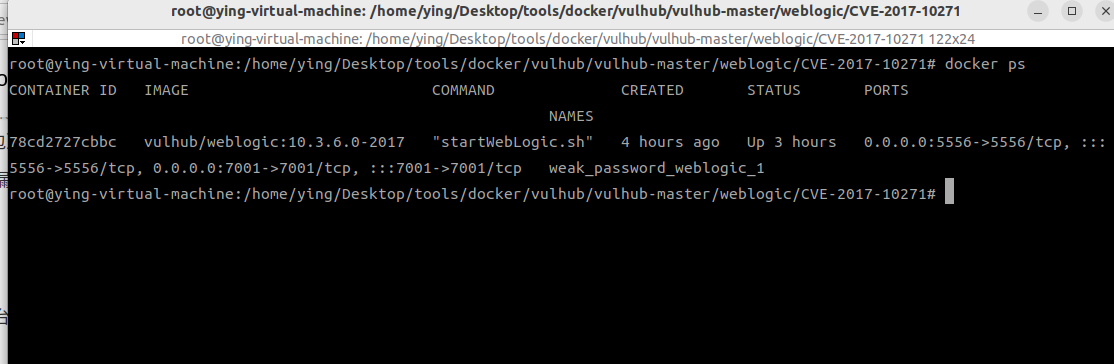 root@ying-virtual-machine: /home/ying/Desktop/tools/docker/vulhub/vulhub-master/weblogic/CVE-2017-10271
root@ying-virtual-machine: /home/ying/Desktop/tools/docker/vulhub/vulhub-master/weblogic/CVE-2017-10271 122x24
root@ying-virtual-machine:/home/ying/Desktop/tools/docker/vulhub/vulhub-master/weblogic/CVE-2017-10271# docker ps
CONTAINER ID   IMAGE                           COMMAND              CREATED       STATUS       PORTS
                                                            NAMES
78cd2727cbbc   vulhub/weblogic:10.3.6.0-2017   "startWebLogic.sh"   4 hours ago   Up 3 hours   0.0.0.0:5556->5556/tcp, :::
5556->5556/tcp, 0.0.0.0:7001->7001/tcp, :::7001->7001/tcp   weak_password_weblogic_1
root@ying-virtual-machine:/home/ying/Desktop/tools/docker/vulhub/vulhub-master/weblogic/CVE-2017-10271#